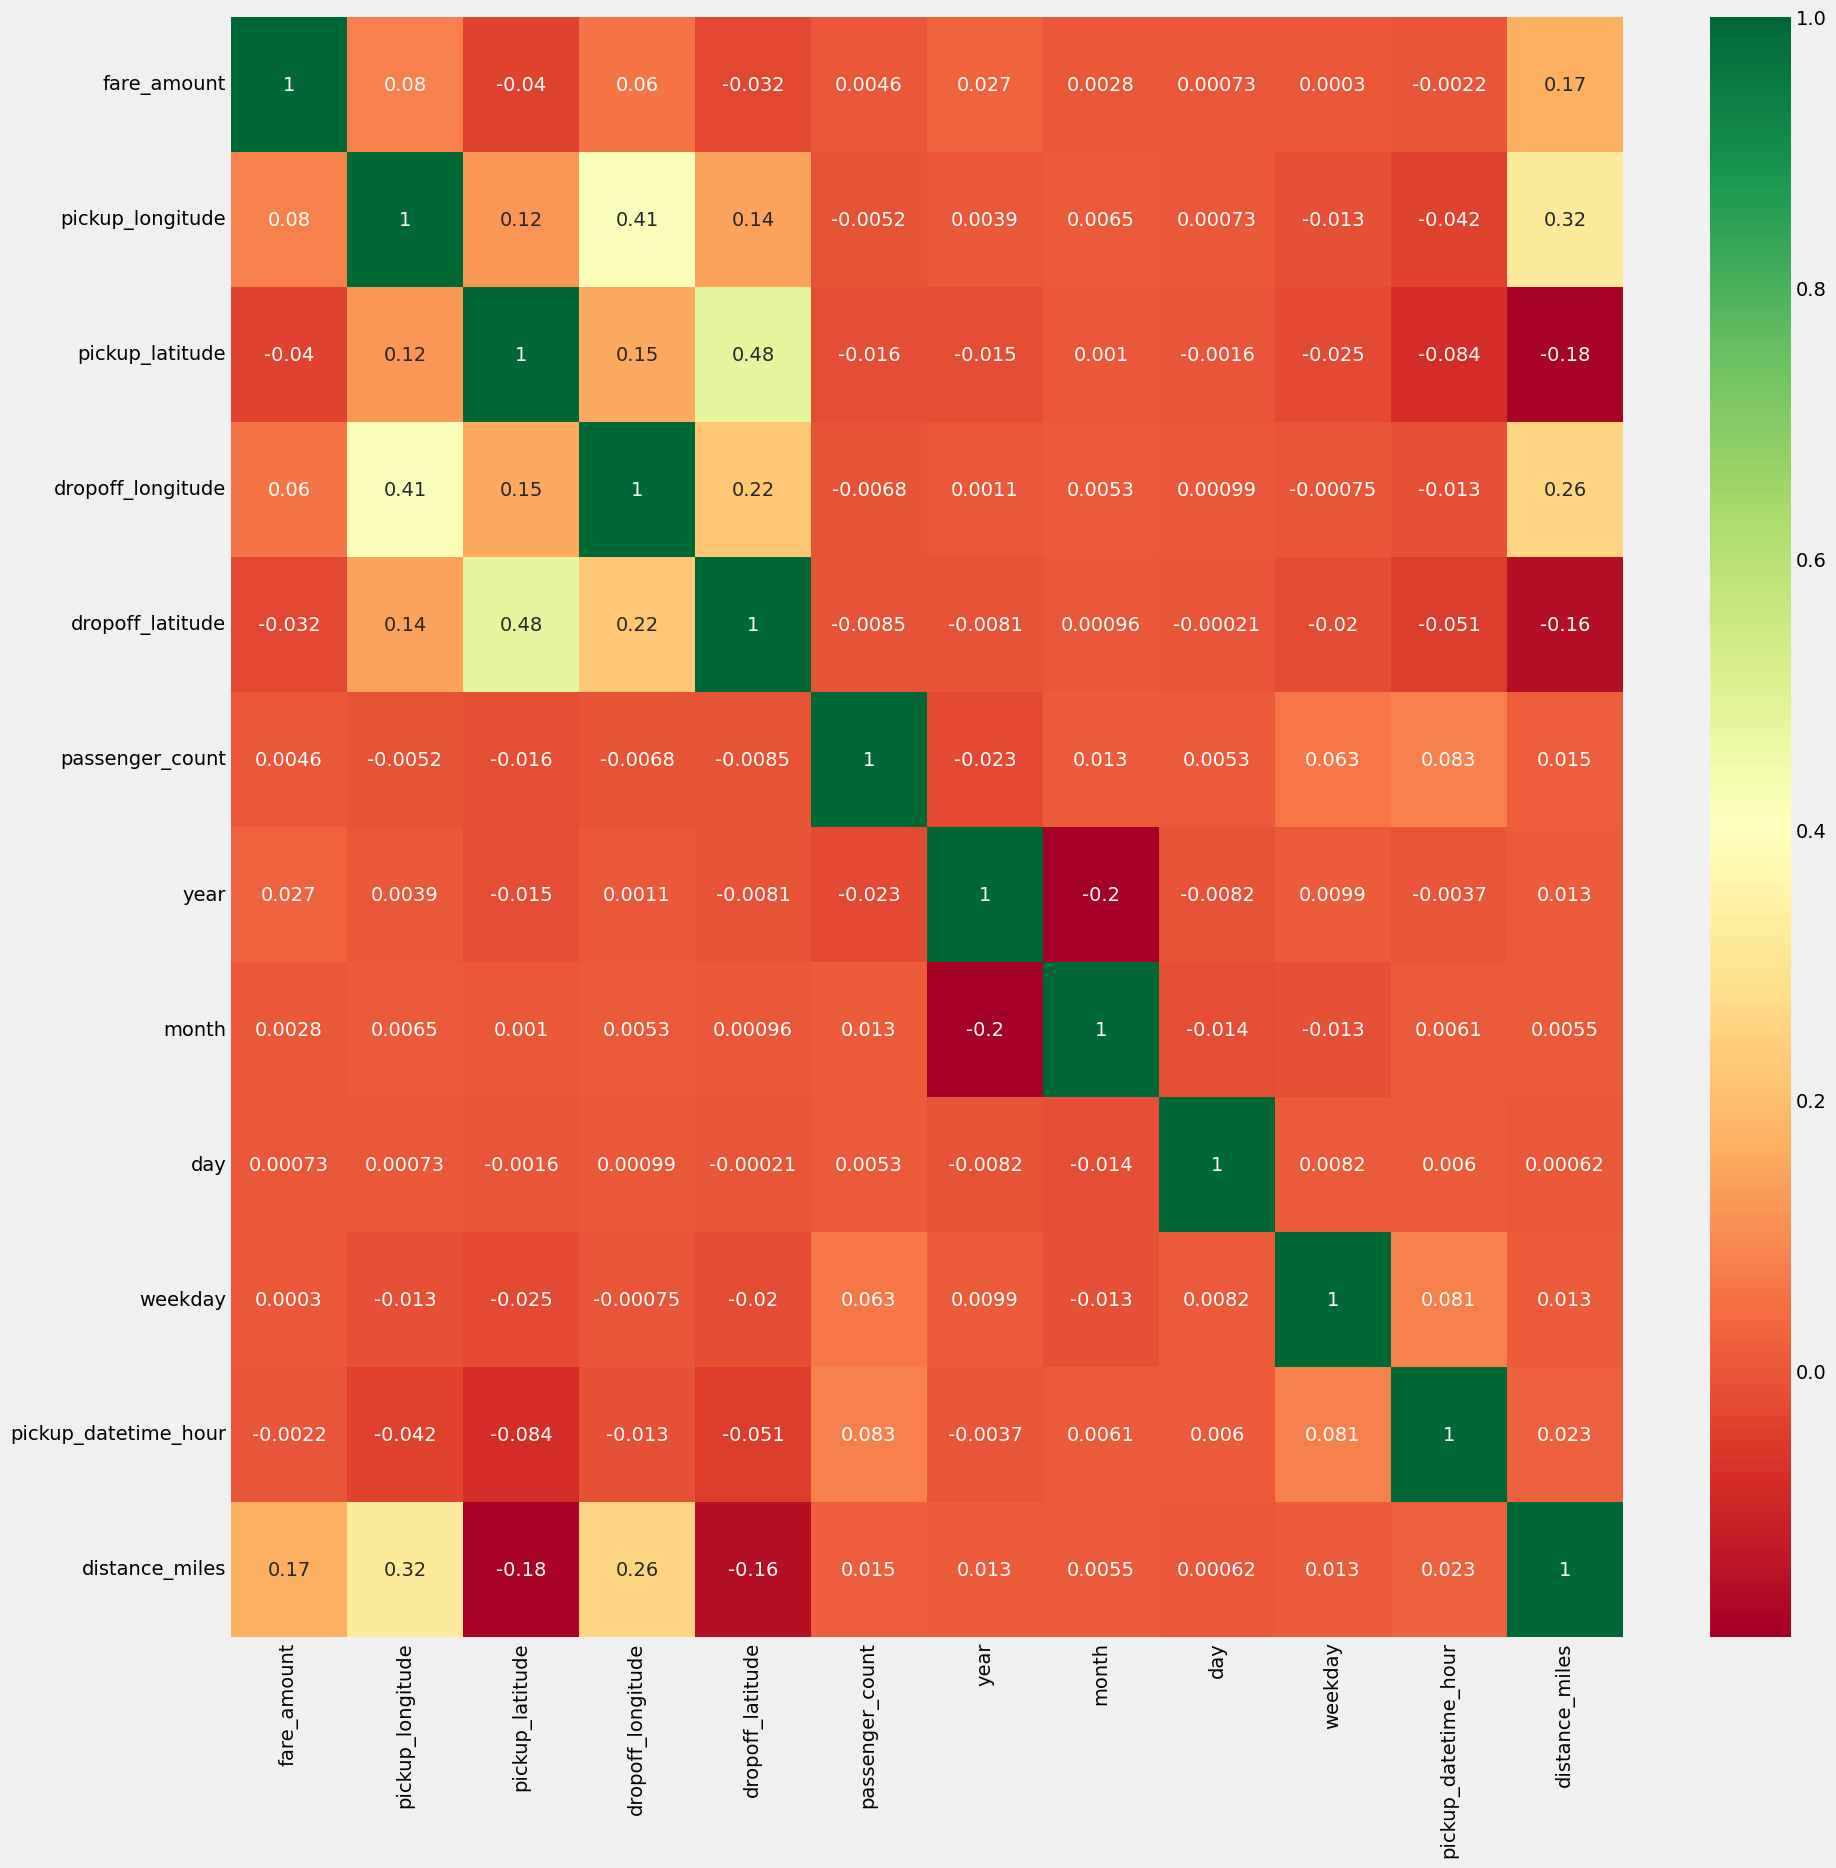 fare_amount 1 0.08 -0.04 0.06 -0.032 0.0046 0.027 0.0028 0.00073 0.0003 -0.0022 0.17
pickup_longitude 0.08 1 0.12 0.41 0.14 -0.0052 0.0039 0.0065 0.00073 -0.013 -0.042 0.32
pickup_latitude -0.04 0.12 1 0.15 0.48 -0.016 -0.015 0.001 -0.0016 -0.025 -0.084 -0.18
dropoff_longitude 0.06 0.41 0.15 1 0.22 -0.0068 0.0011 0.0053 0.00099 -0.00075 -0.013 0.26
dropoff_latitude -0.032 0.14 0.48 0.22 1 -0.0085 -0.0081 0.00096 -0.00021 -0.02 -0.051 -0.16
passenger_count 0.0046 -0.0052 -0.016 -0.0068 -0.0085 1 -0.023 0.013 0.0053 0.063 0.083 0.015
year 0.027 0.0039 -0.015 0.0011 -0.0081 -0.023 1 -0.2 -0.0082 0.0099 -0.0037 0.013
month 0.0028 0.0065 0.001 0.0053 0.00096 0.013 -0.2 1 -0.014 -0.013 0.0061 0.0055
day 0.00073 0.00073 -0.0016 0.00099 -0.00021 0.0053 -0.0082 -0.014 1 0.0082 0.006 0.00062
weekday 0.0003 -0.013 -0.025 -0.00075 -0.02 0.063 0.0099 -0.013 0.0082 1 0.081 0.013
pickup_datetime_hour -0.0022 -0.042 -0.084 -0.013 -0.051 0.083 -0.0037 0.0061 0.006 0.081 1 0.023
distance_miles 0.17 0.32 -0.18 0.26 -0.16 0.015 0.013 0.0055 0.00062 0.013 0.023 1
fare_amount
pickup_longitude
pickup_latitude
dropoff_longitude
dropoff_latitude
passenger_count
year
month
day
weekday
pickup_datetime_hour
distance_miles
1.0
0.8
0.6
0.4
0.2
0.0